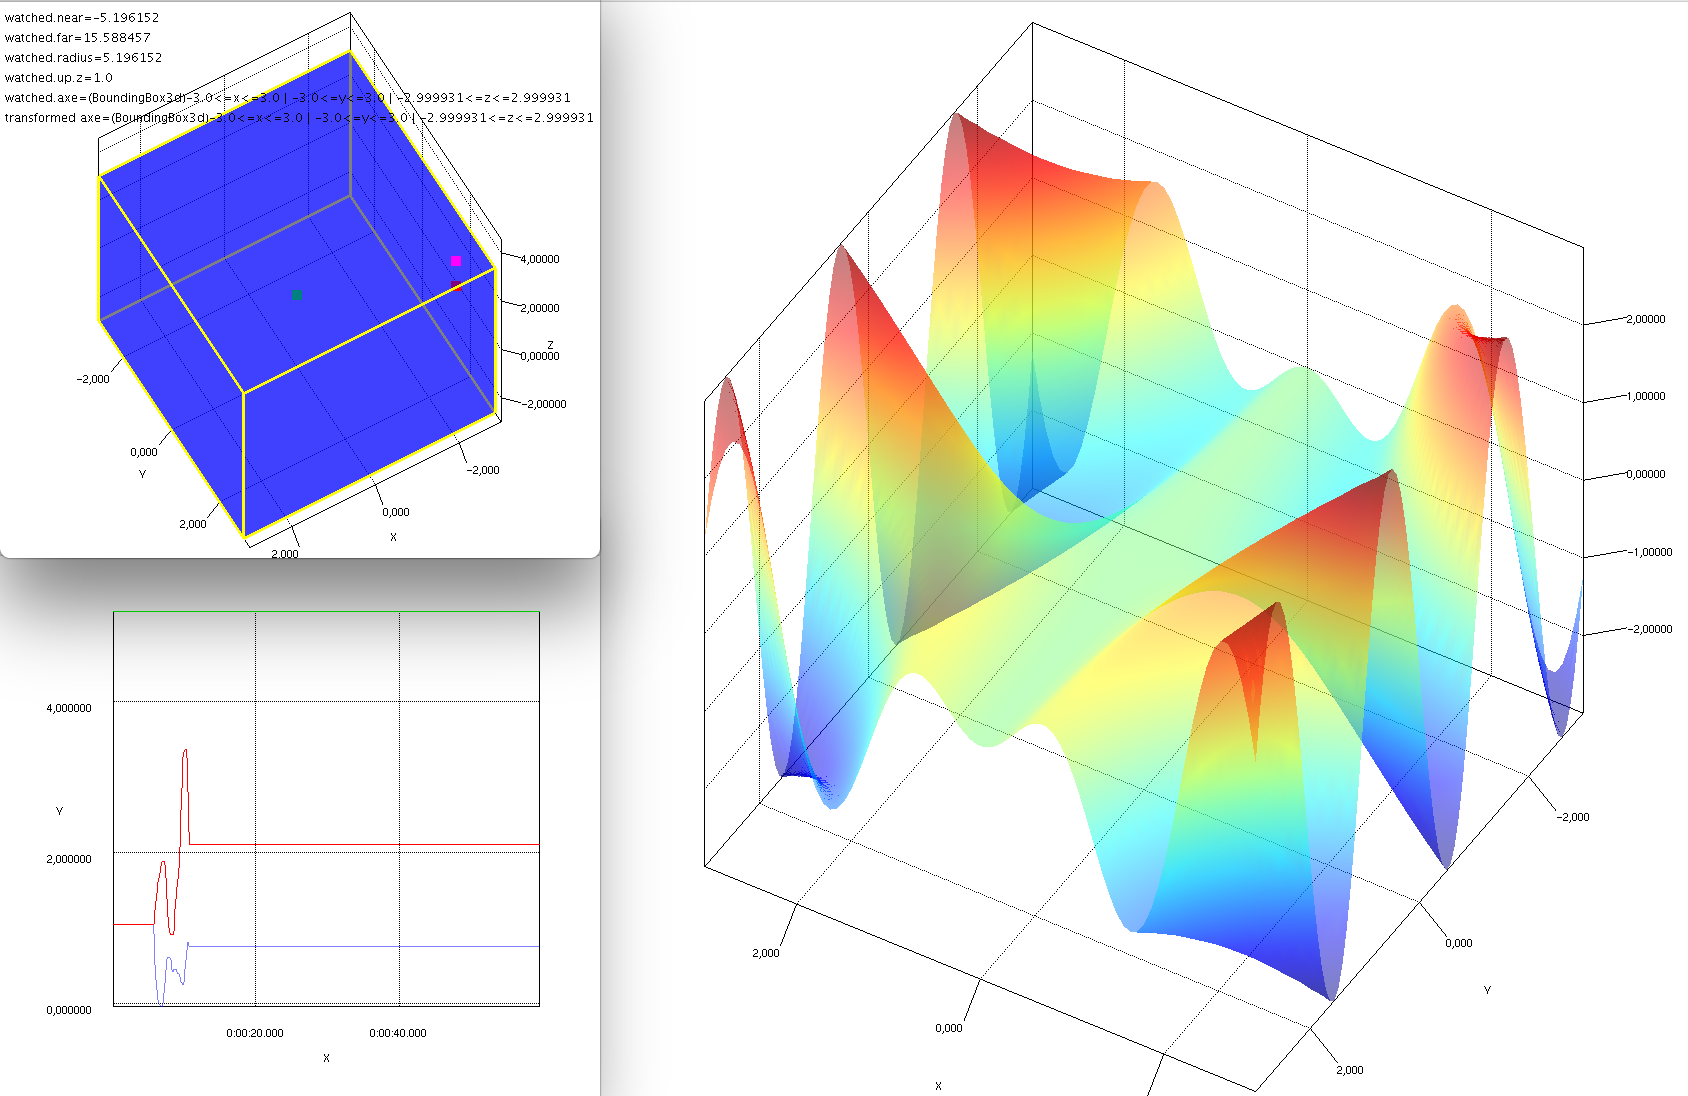 watched.near=-5.196152
watched.far=15.588457
watched.radius=5.196152
watched.up.z=1.0
watched.axe=(BoundingBox3d)-3.0<=x<=3.0 | -3.0<=y<=3.0 | -2.999931<=z<=2.999931
transformed axe=(BoundingBox3d)-3.0<=x<=3.0 | -3.0<=y<=3.0 | -2.999931<=z<=2.999931
4,00000
2,00000
Z
0,00000
-2,00000
-2,000
0,000
Y
2,000
-2,000
0,000
X
2,000
4,000000
Y
2,000000
0,000000
0:00:20.000
0:00:40.000
X
2,00000
1,00000
0,00000
-1,00000
-2,00000
-2,000
0,000
Y
2,000
2,000
0,000
X